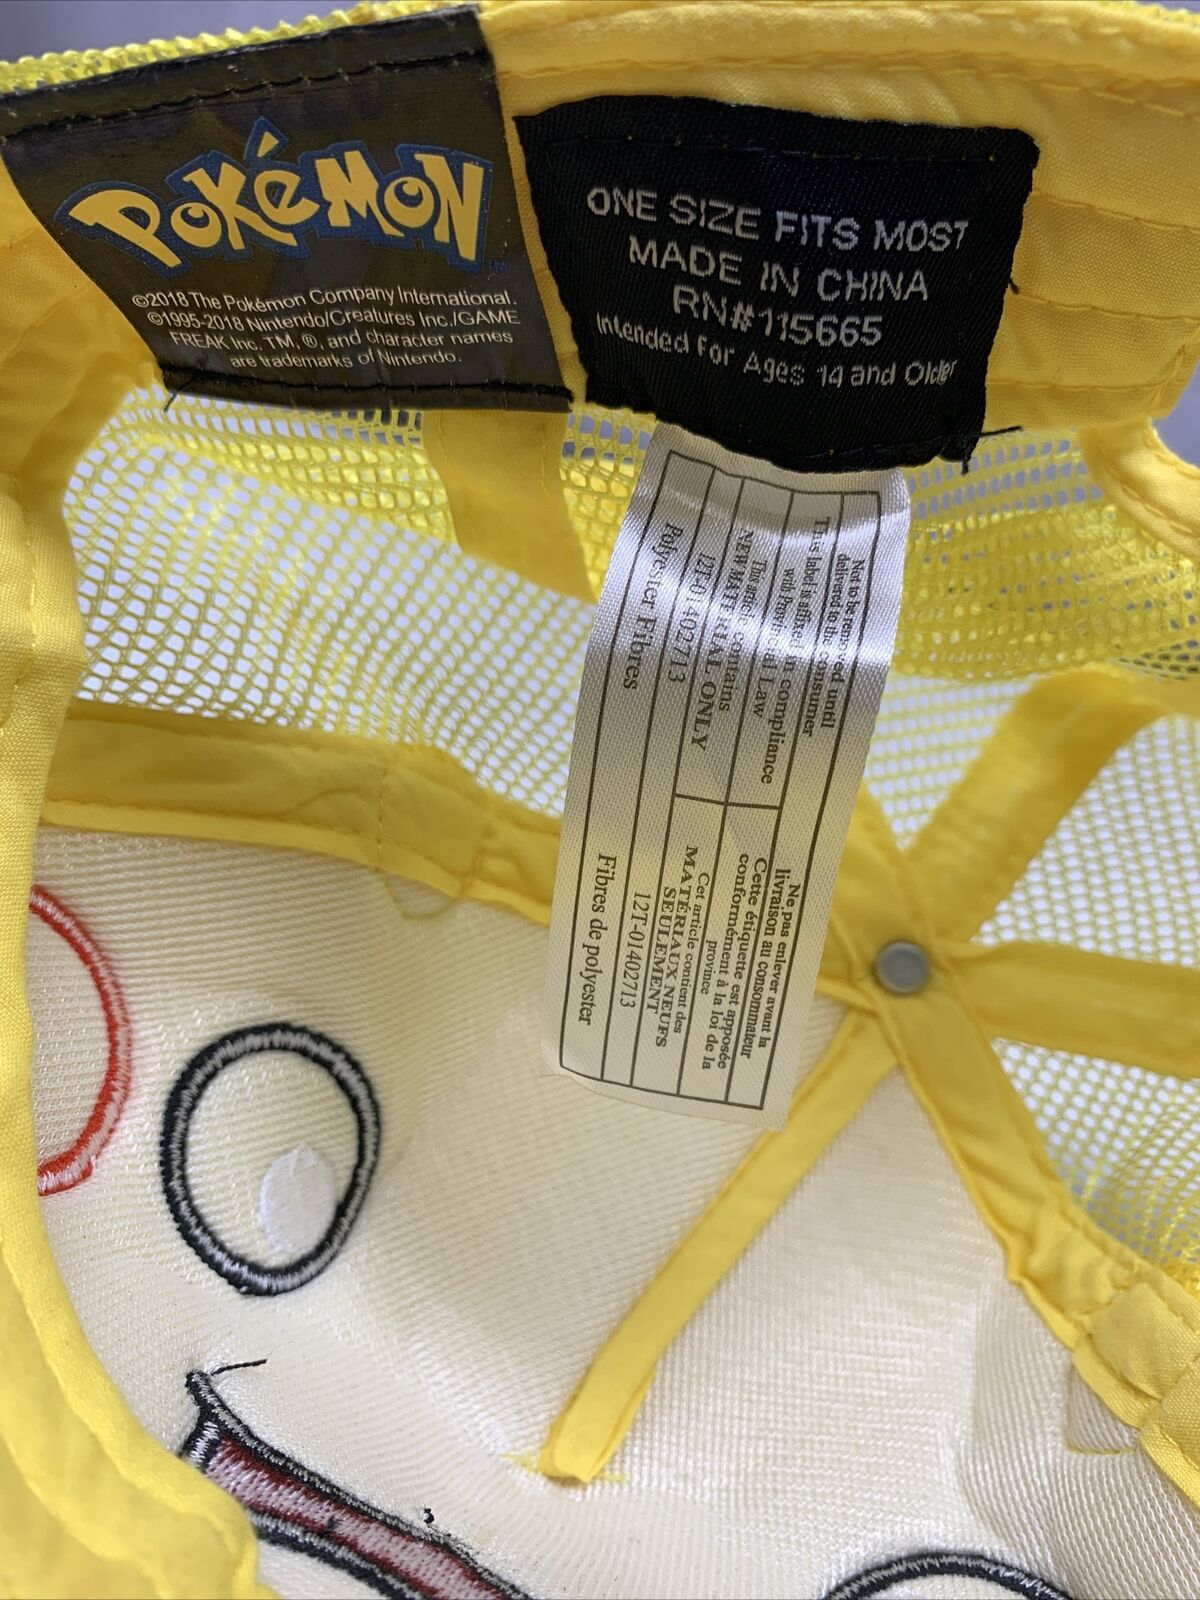 POKéMON
TM
©2018 The Pokémon Company International.
©1995-2018 Nintendo/Creatures Inc./GAME
FREAK Inc. TM, ®, and character names
are trademarks of Nintendo.
ONE SIZE FITS MOST
MADE IN CHINA
RN#115665
Intended For Ages 14 and Older
Not to be removed until
delivered to the consumer
This label is affixed in compliance
with Provincial Law
This article contains
NEW MATERIAL ONLY
12T-01402713
Polyester Fibres
Ne pas enlever avant la
livraison au consommateur
Cette étiquette est apposée
conformément à la loi de la
province
Cet article contient des
MATÉRIAUX NEUFS
SEULEMENT
12T-01402713
Fibres de polyester